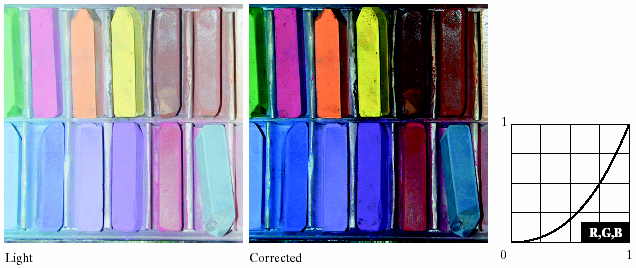 Light
Corrected
1
R,G,B
0
1